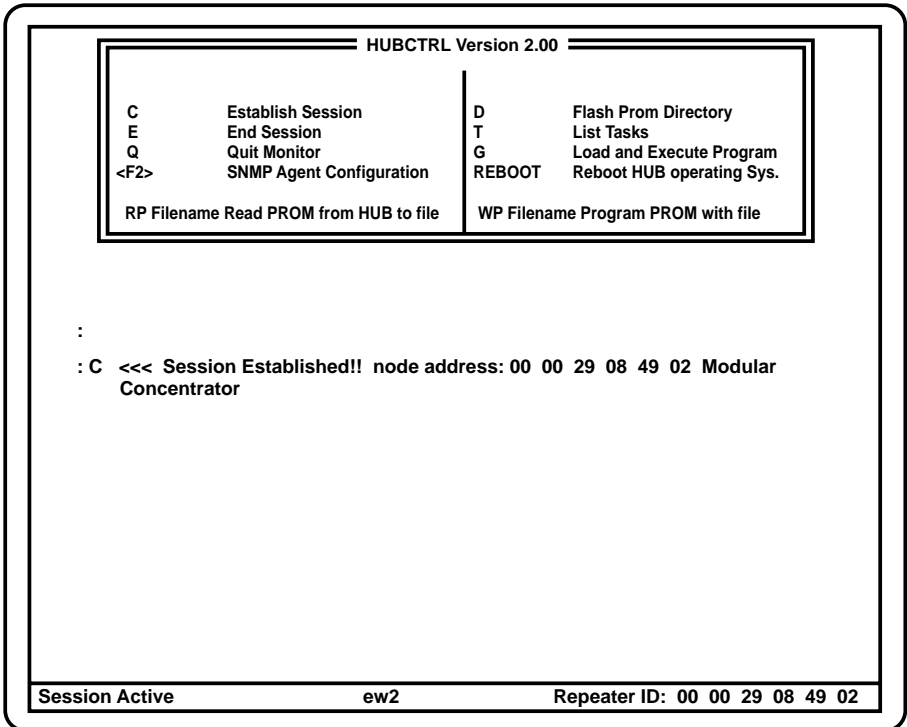 HUBCTRL Version 2.00
C Establish Session D Flash Prom Directory
E End Session T List Tasks
Q Quit Monitor G Load and Execute Program
<F2> SNMP Agent Configuration REBOOT Reboot HUB operating Sys.
RP Filename Read PROM from HUB to file WP Filename Program PROM with file
:
: C <<< Session Established!! node address: 00 00 29 08 49 02 Modular
Concentrator
Session Active ew2 Repeater ID: 00 00 29 08 49 02